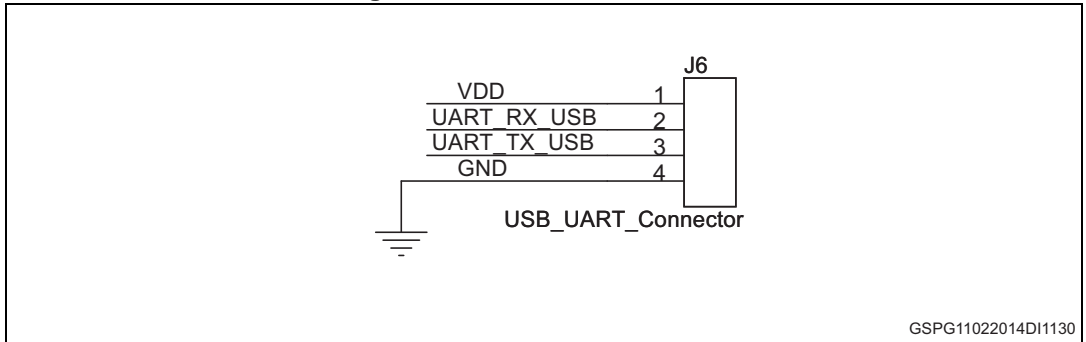 J6
VDD 1
UART_RX_USB 2
UART_TX_USB 3
GND 4
USB_UART_Connector
GSPG11022014DI1130